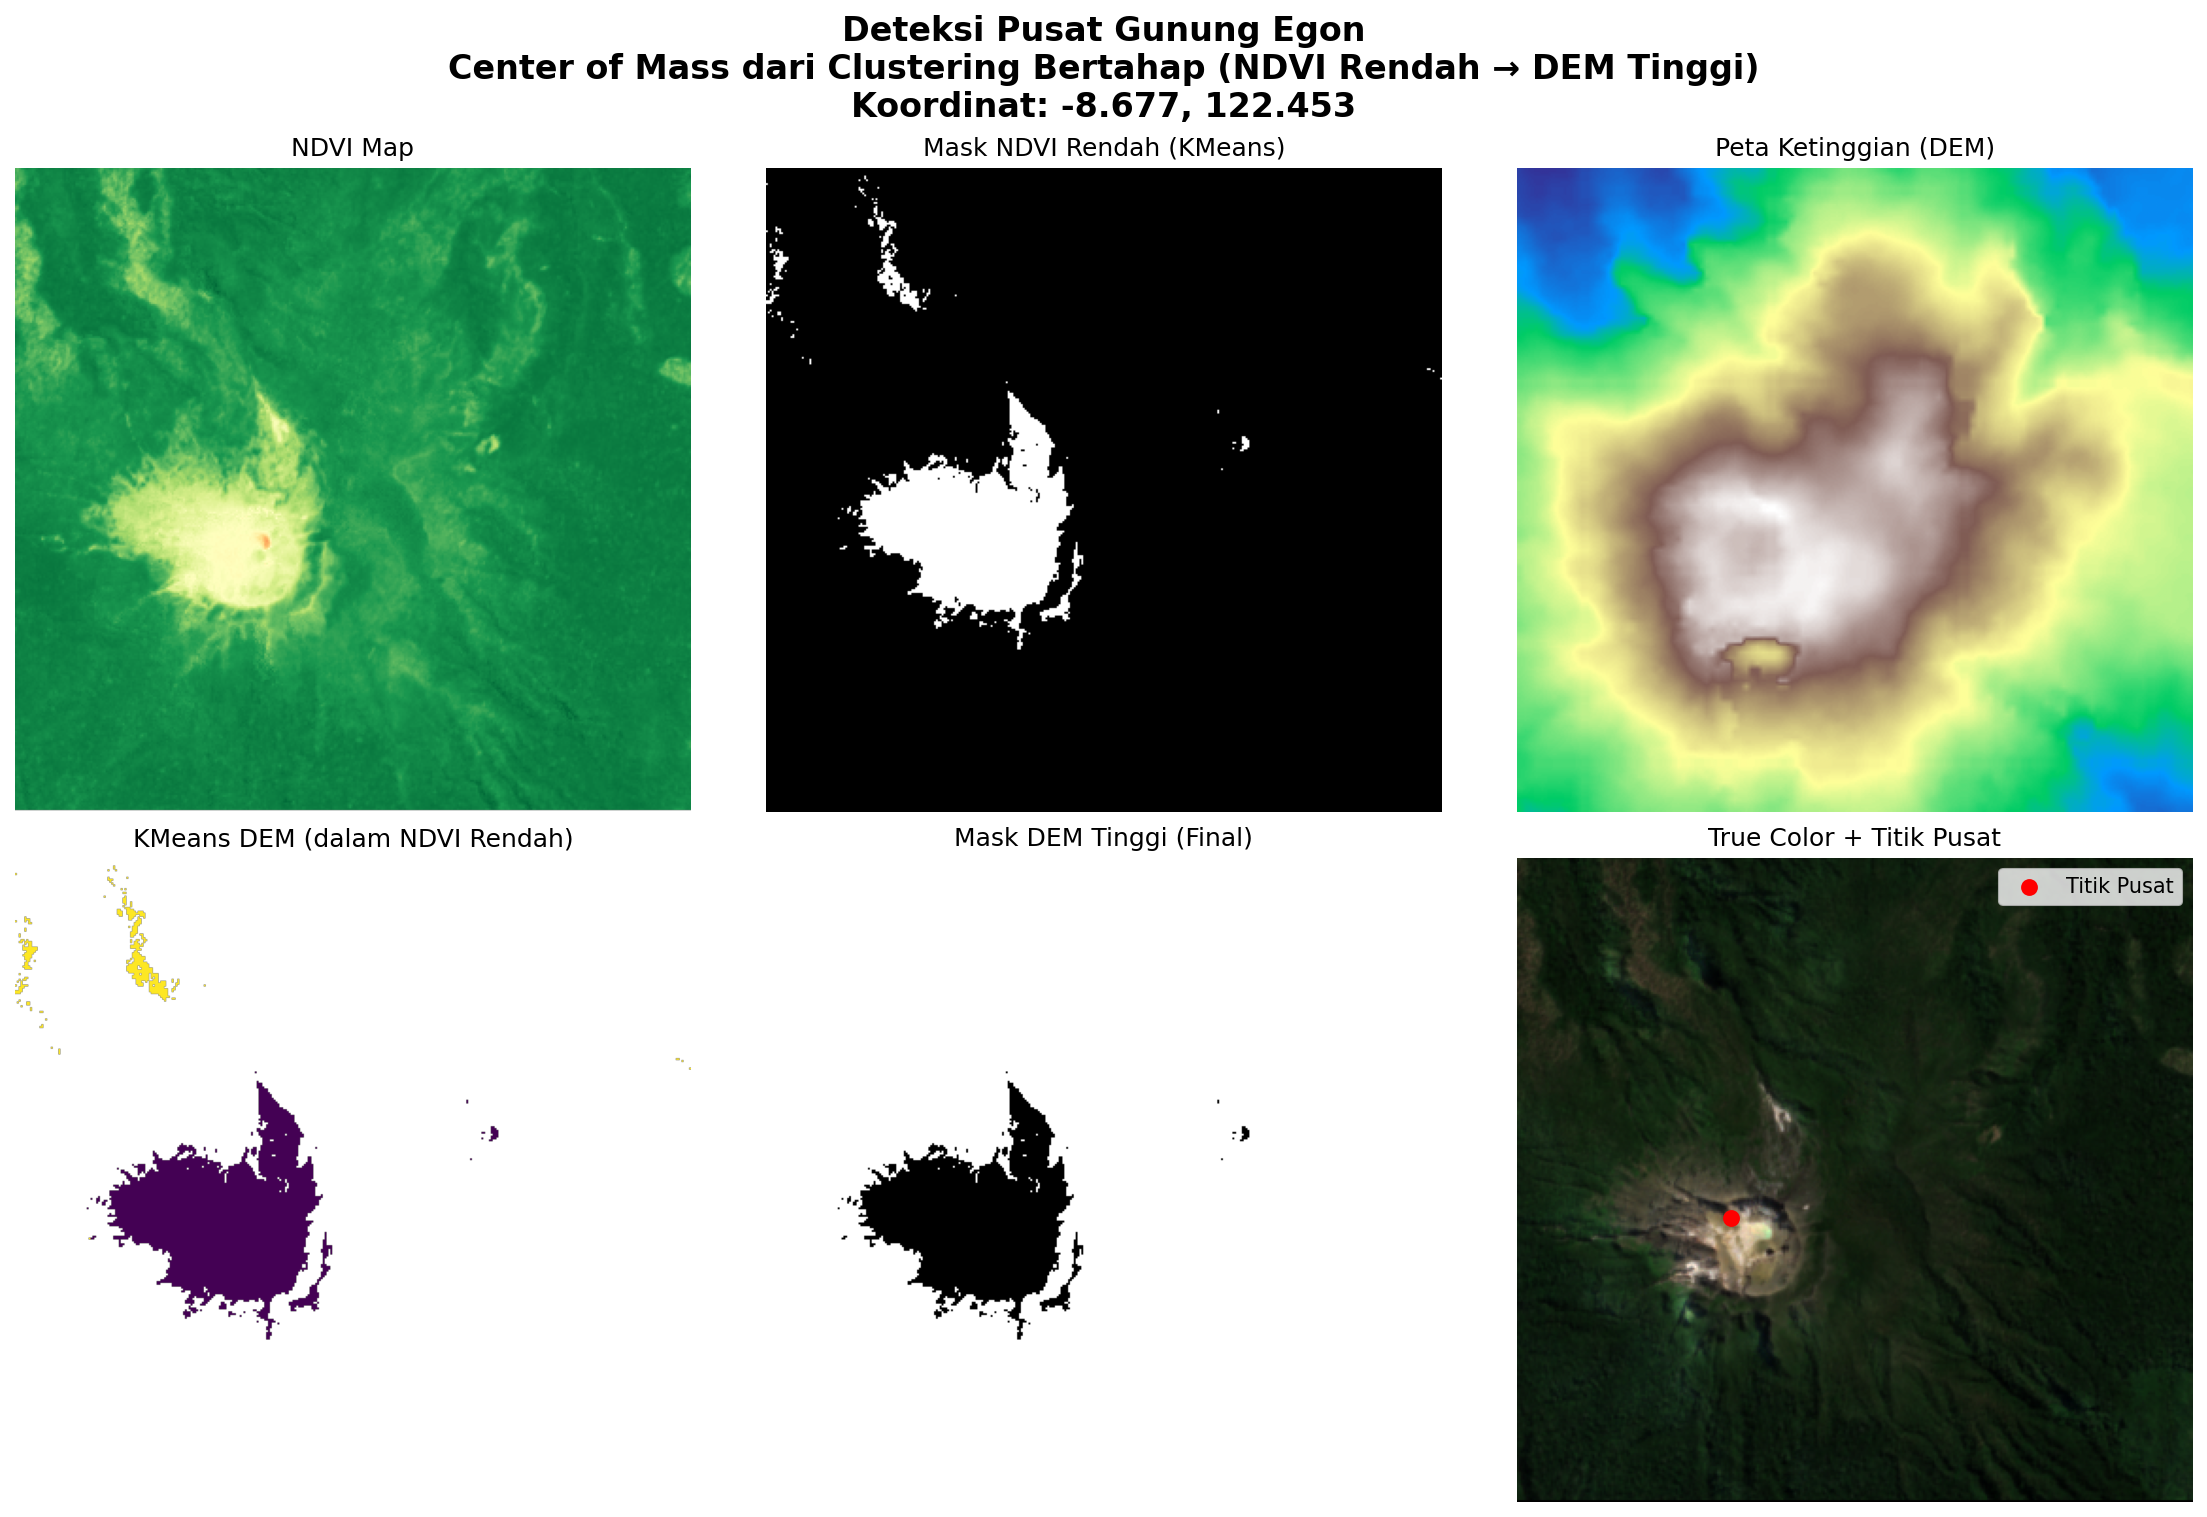 Deteksi Pusat Gunung Egon
Center of Mass dari Clustering Bertahap (NDVI Rendah → DEM Tinggi)
Koordinat: -8.677, 122.453
NDVI Map
Mask NDVI Rendah (KMeans)
Peta Ketinggian (DEM)
KMeans DEM (dalam NDVI Rendah)
Mask DEM Tinggi (Final)
True Color + Titik Pusat
Titik Pusat